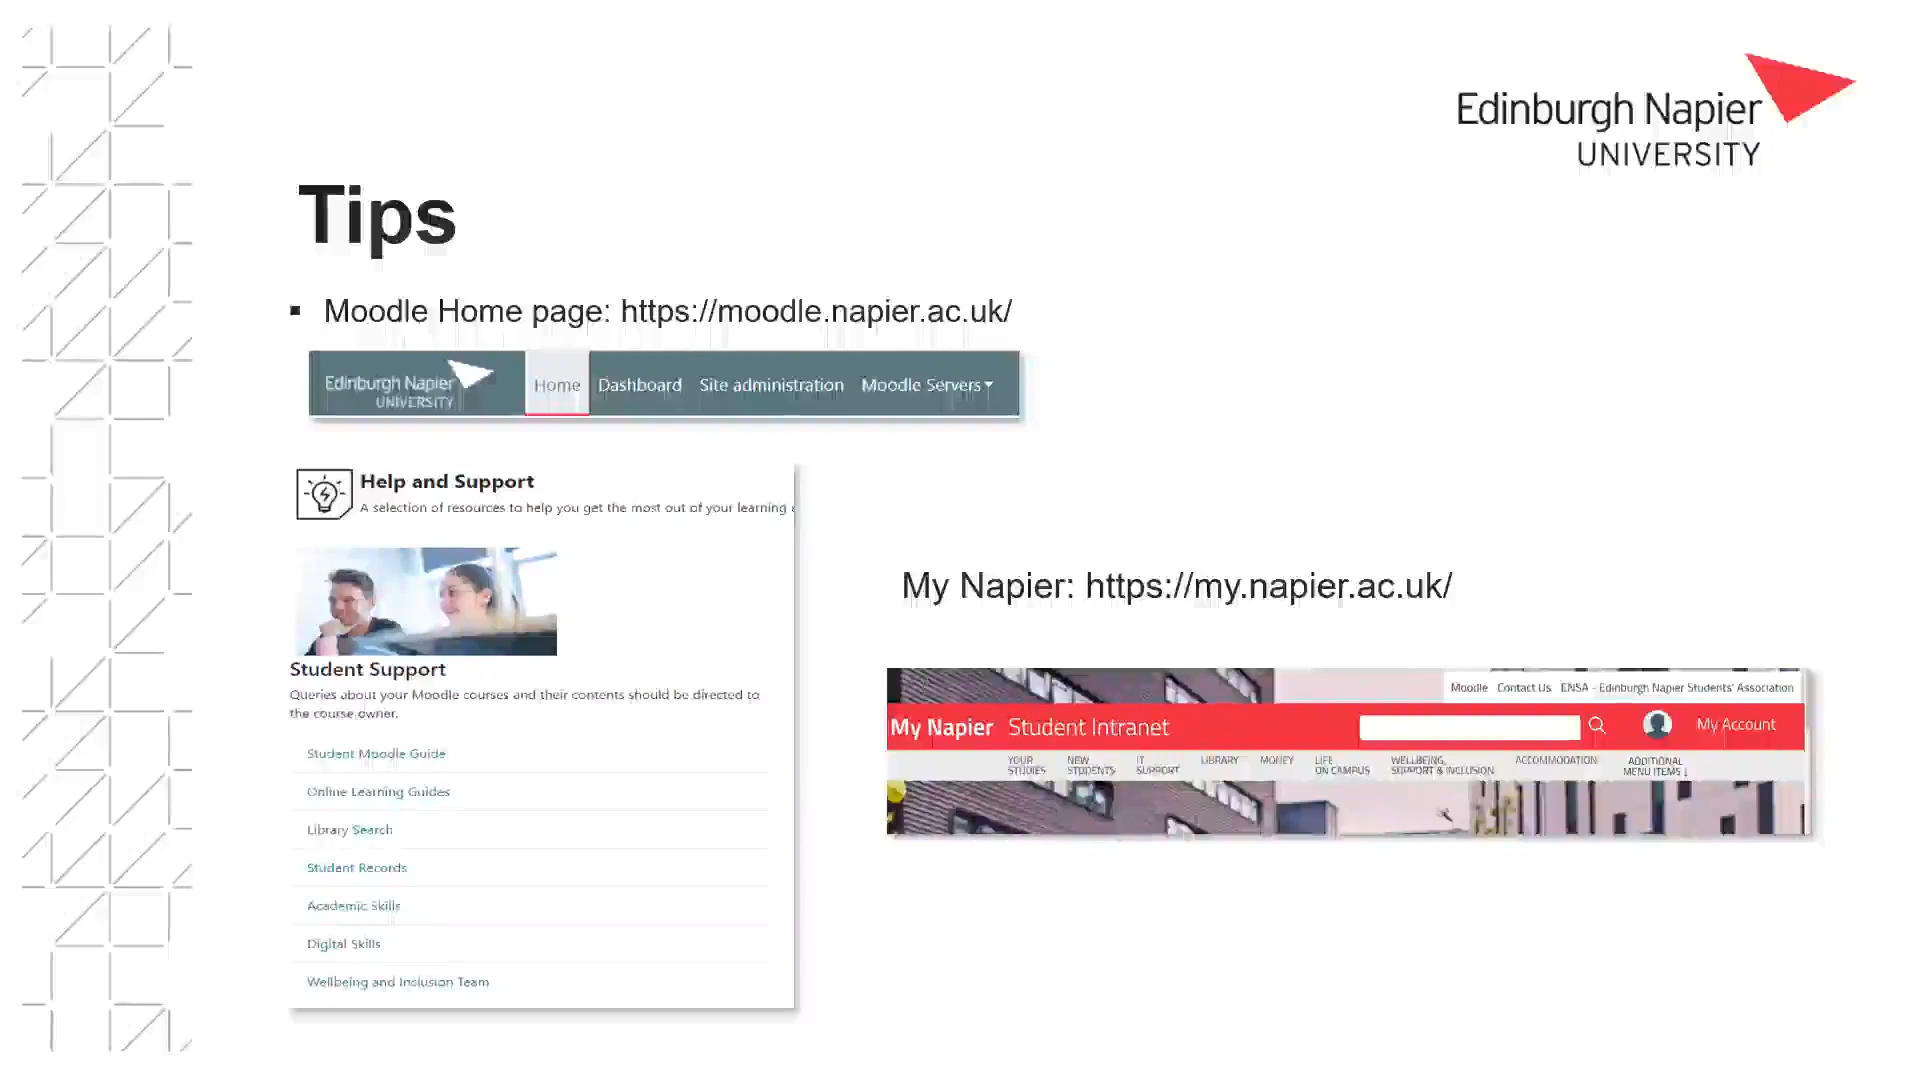 Edinburgh Napier
UNIVERSITY
Tips
▪ Moodle Home page: https://moodle.napier.ac.uk/
Edinburgh Napier
UNIVERSITY
Home Dashboard Site administration Moodle Servers
Help and Support
A selection of resources to help you get the most out of your learning
Student Support
Queries about your Moodle courses and their contents should be directed to
the course owner.
Student Moodle Guide
Online Learning Guides
Library Search
Student Records
Academic Skills
Digital Skills
Wellbeing and Inclusion Team
My Napier: https://my.napier.ac.uk/
Moodle Contact Us ENSA - Edinburgh Napier Students' Association
My Napier Student Intranet My Account
YOUR STUDIES NEW STUDENTS IT SUPPORT LIBRARY MONEY LIFE ON CAMPUS WELLBEING, SUPPORT & INCLUSION ACCOMMODATION ADDITIONAL MENU ITEMS ↓